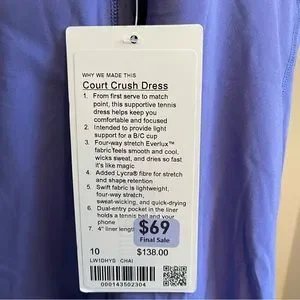 WHY WE MADE THIS
Court Crush Dress
1. From first serve to match
point, this supportive tennis
dress helps keep you
comfortable and focused
2. Intended to provide light
support for a B/C cup
3. Four-way stretch Everlux™
fabric feels smooth and cool,
wicks sweat, and dries so fast
it's like magic
4. Added Lycra® fibre for stretch
and shape retention
5. Swift fabric is lightweight,
four-way stretch,
sweat-wicking, and quick-drying
6. Dual-entry pocket in the liner
holds a tennis ball and your
phone
7. 4" liner length
$69
Final Sale
10
$138.00
LW1DHYS CHAI
000143502304